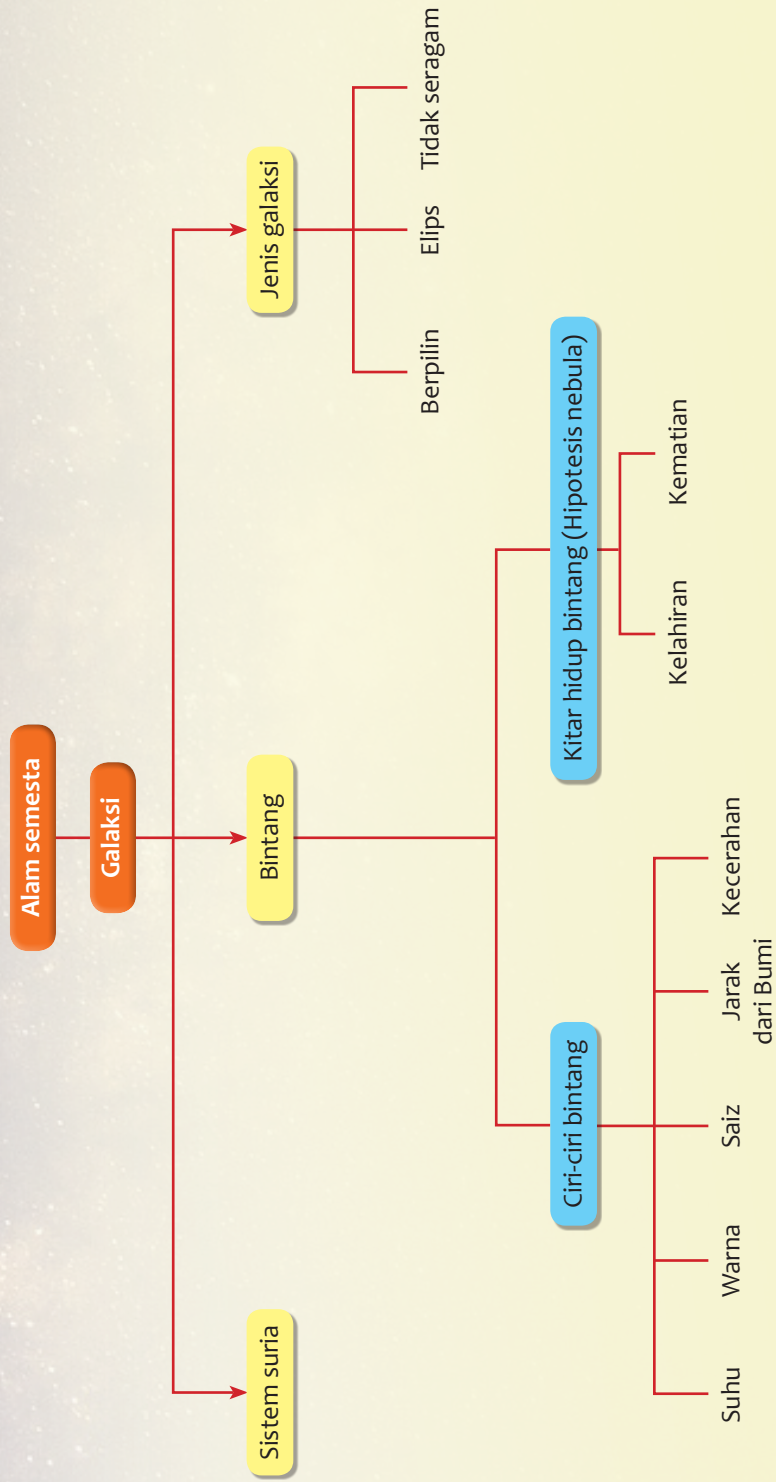 Alam semesta
Galaksi
Sistem suria
Bintang
Jenis galaksi
Berpilin
Elips
Tidak seragam
Ciri-ciri bintang
Kitar hidup bintang (Hipotesis nebula)
Kelahiran
Kematian
Suhu
Warna
Saiz
Jarak
dari Bumi
Kecerahan